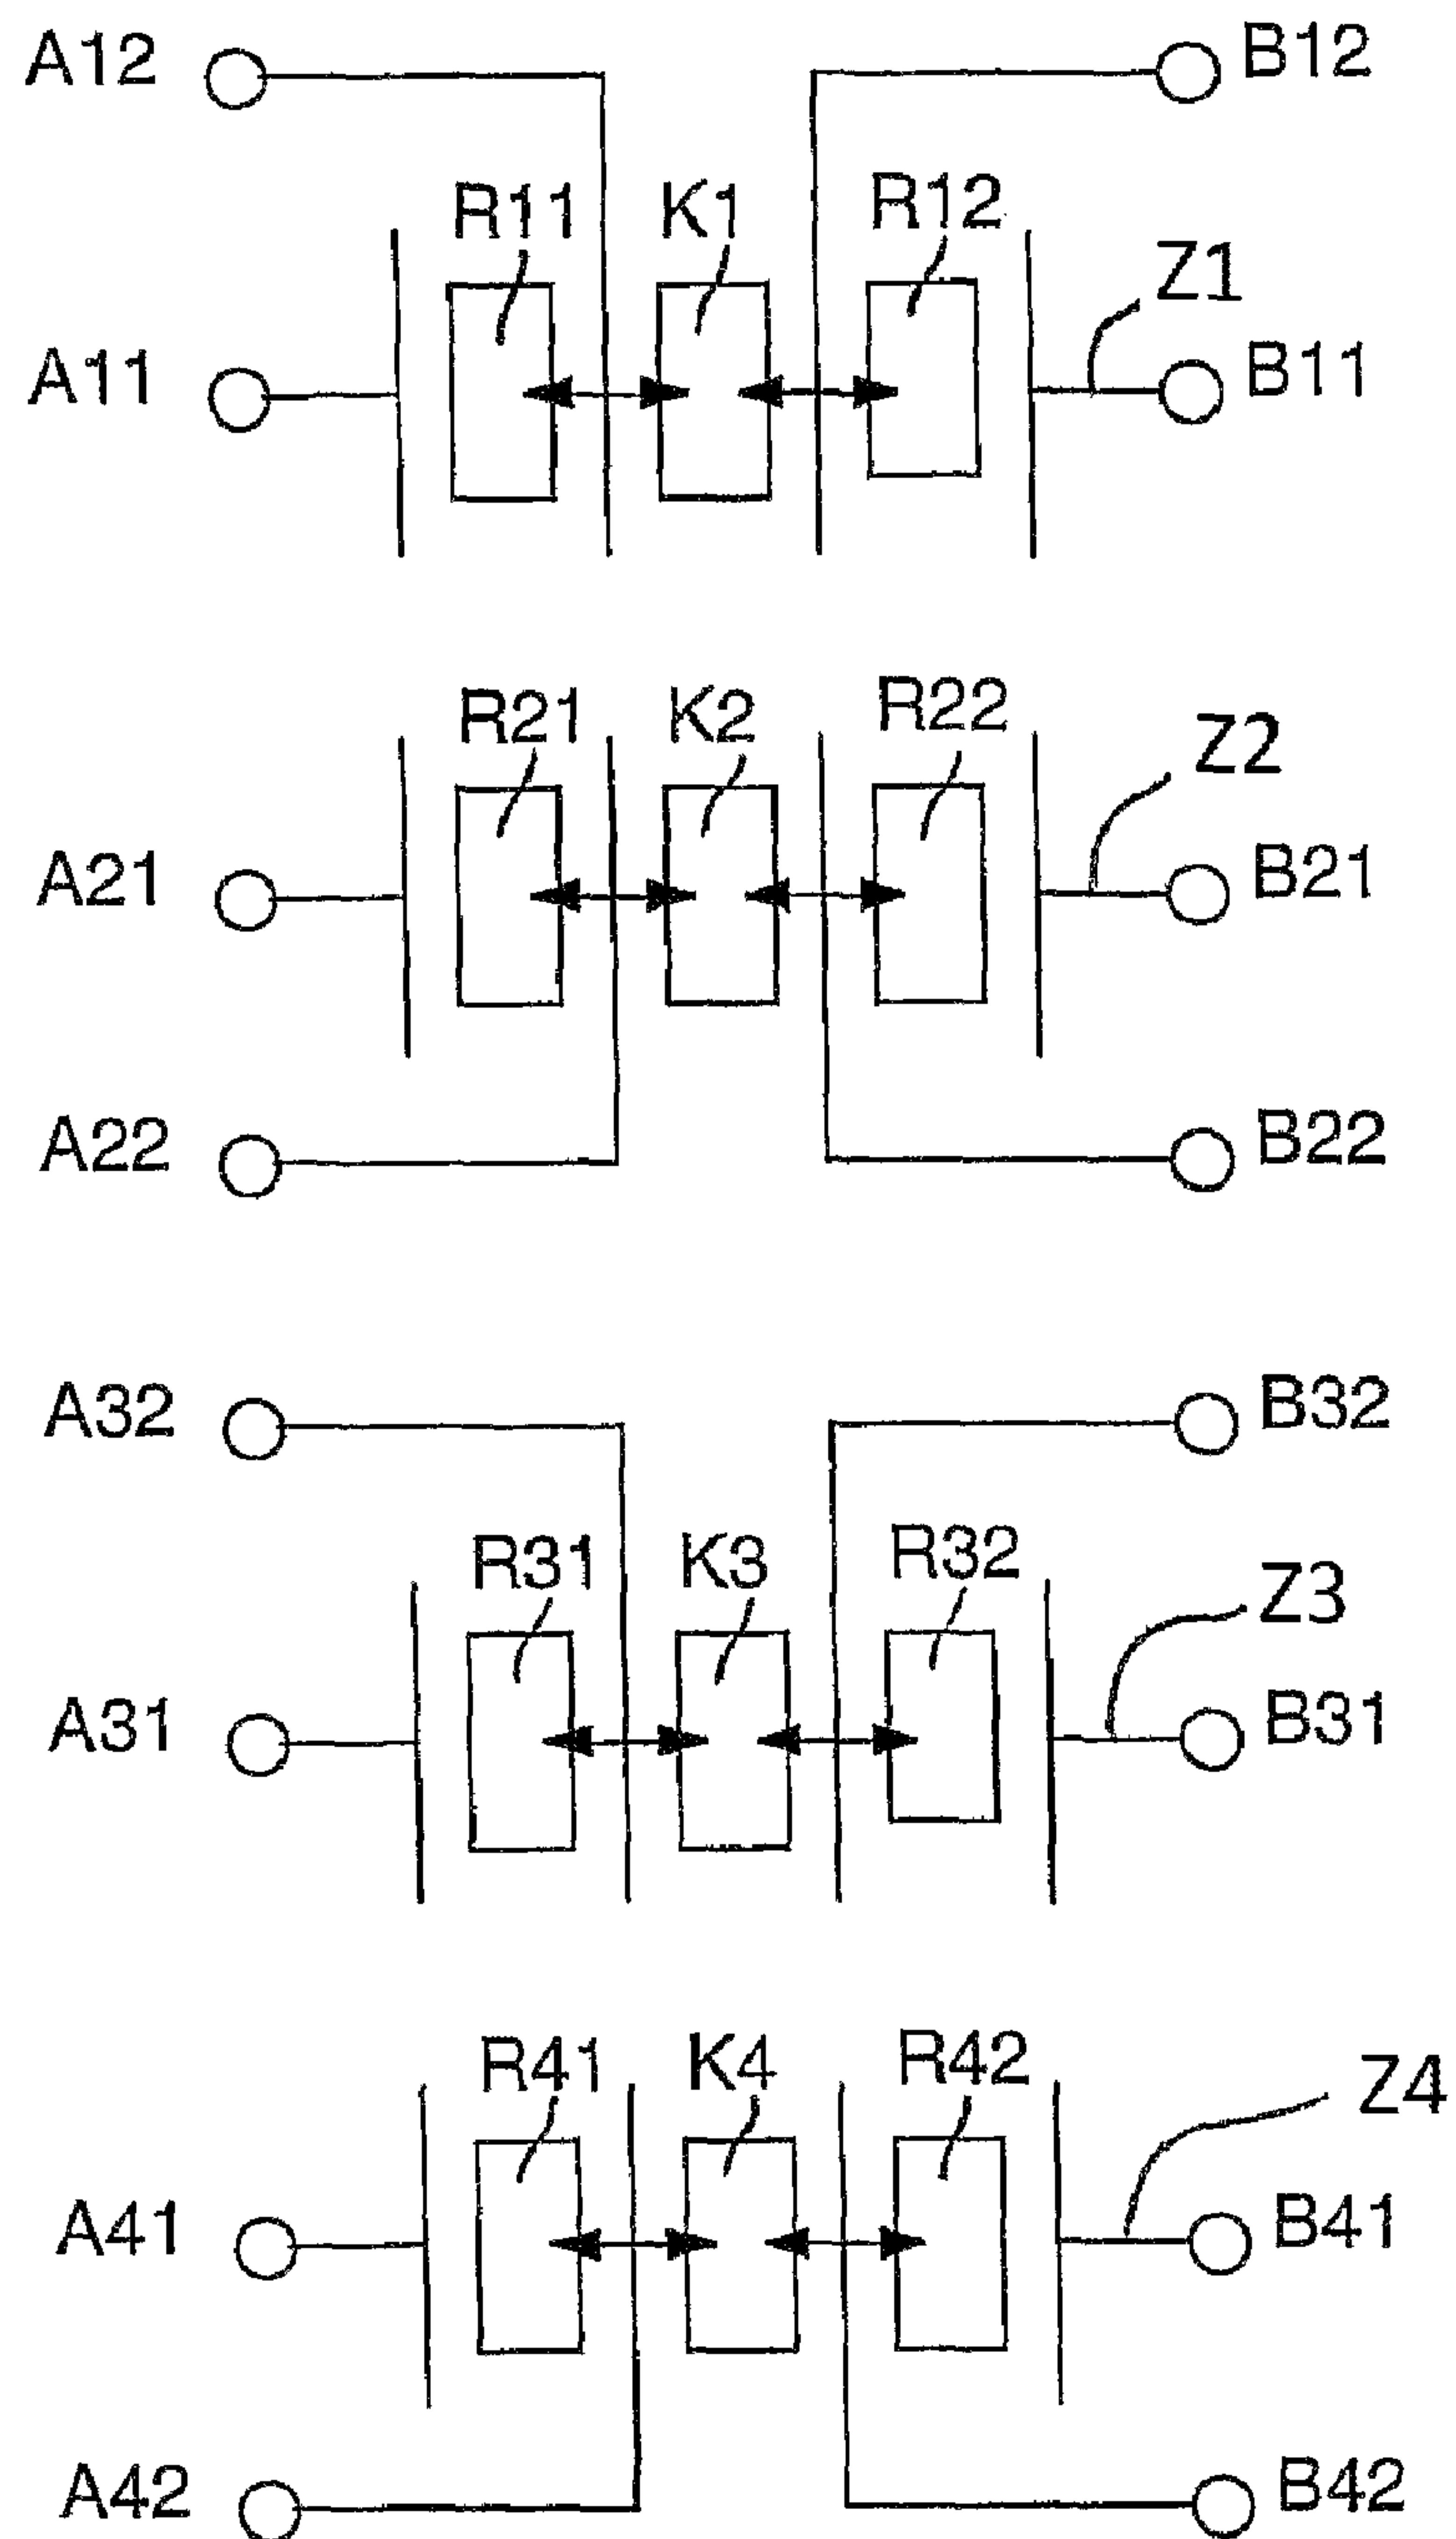 A12 B12
R11 K1 R12
Z1
A11 B11
R21 K2 R22
Z2
A21 B21
A22 B22
A32 B32
R31 K3 R32
Z3
A31 B31
R41 K4 R42
Z4
A41 B41
A42 B42